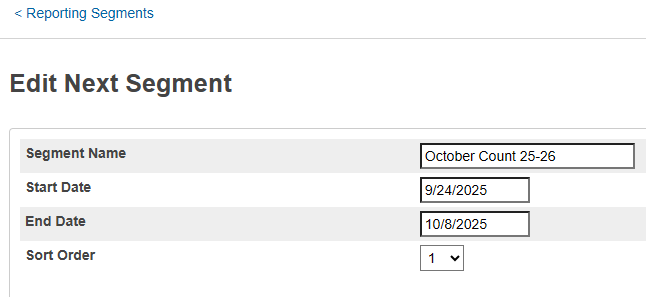 < Reporting Segments
Edit Next Segment
Segment Name October Count 25-26
Start Date 9/24/2025
End Date 10/8/2025
Sort Order 1